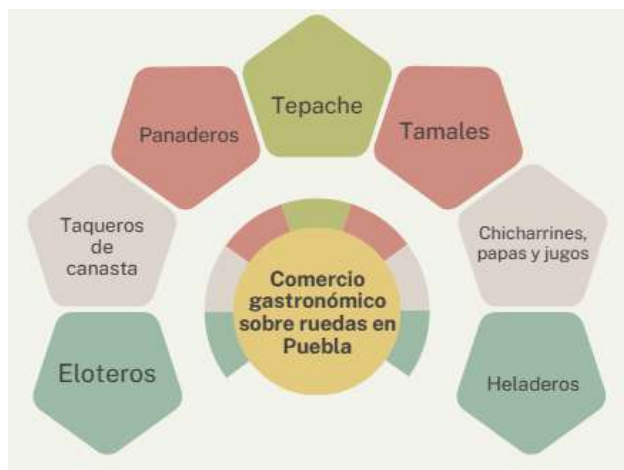 Tepache
Panaderos
Tamales
Taqueros
de
canasta
Chicharrines,
papas y jugos
Comercio
gastronómico
sobre ruedas en
Puebla
Eloteros
Heladeros